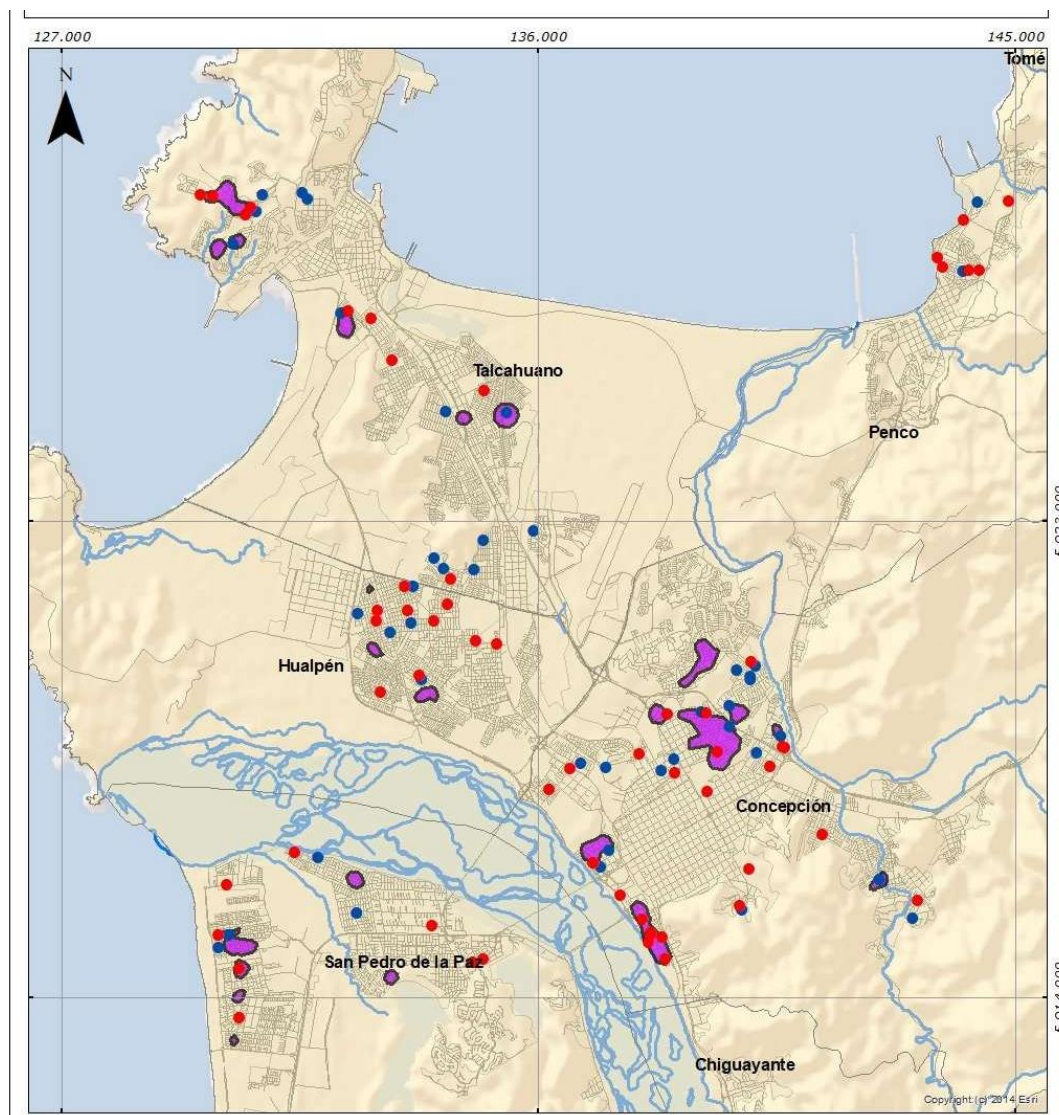 127.000 136.000 145.000
Tomé
N
Talcahuano
Penco
Hualpén
Concepción
San Pedro de la Paz
Chiguayante
Copyright: (c) 2014 Esri